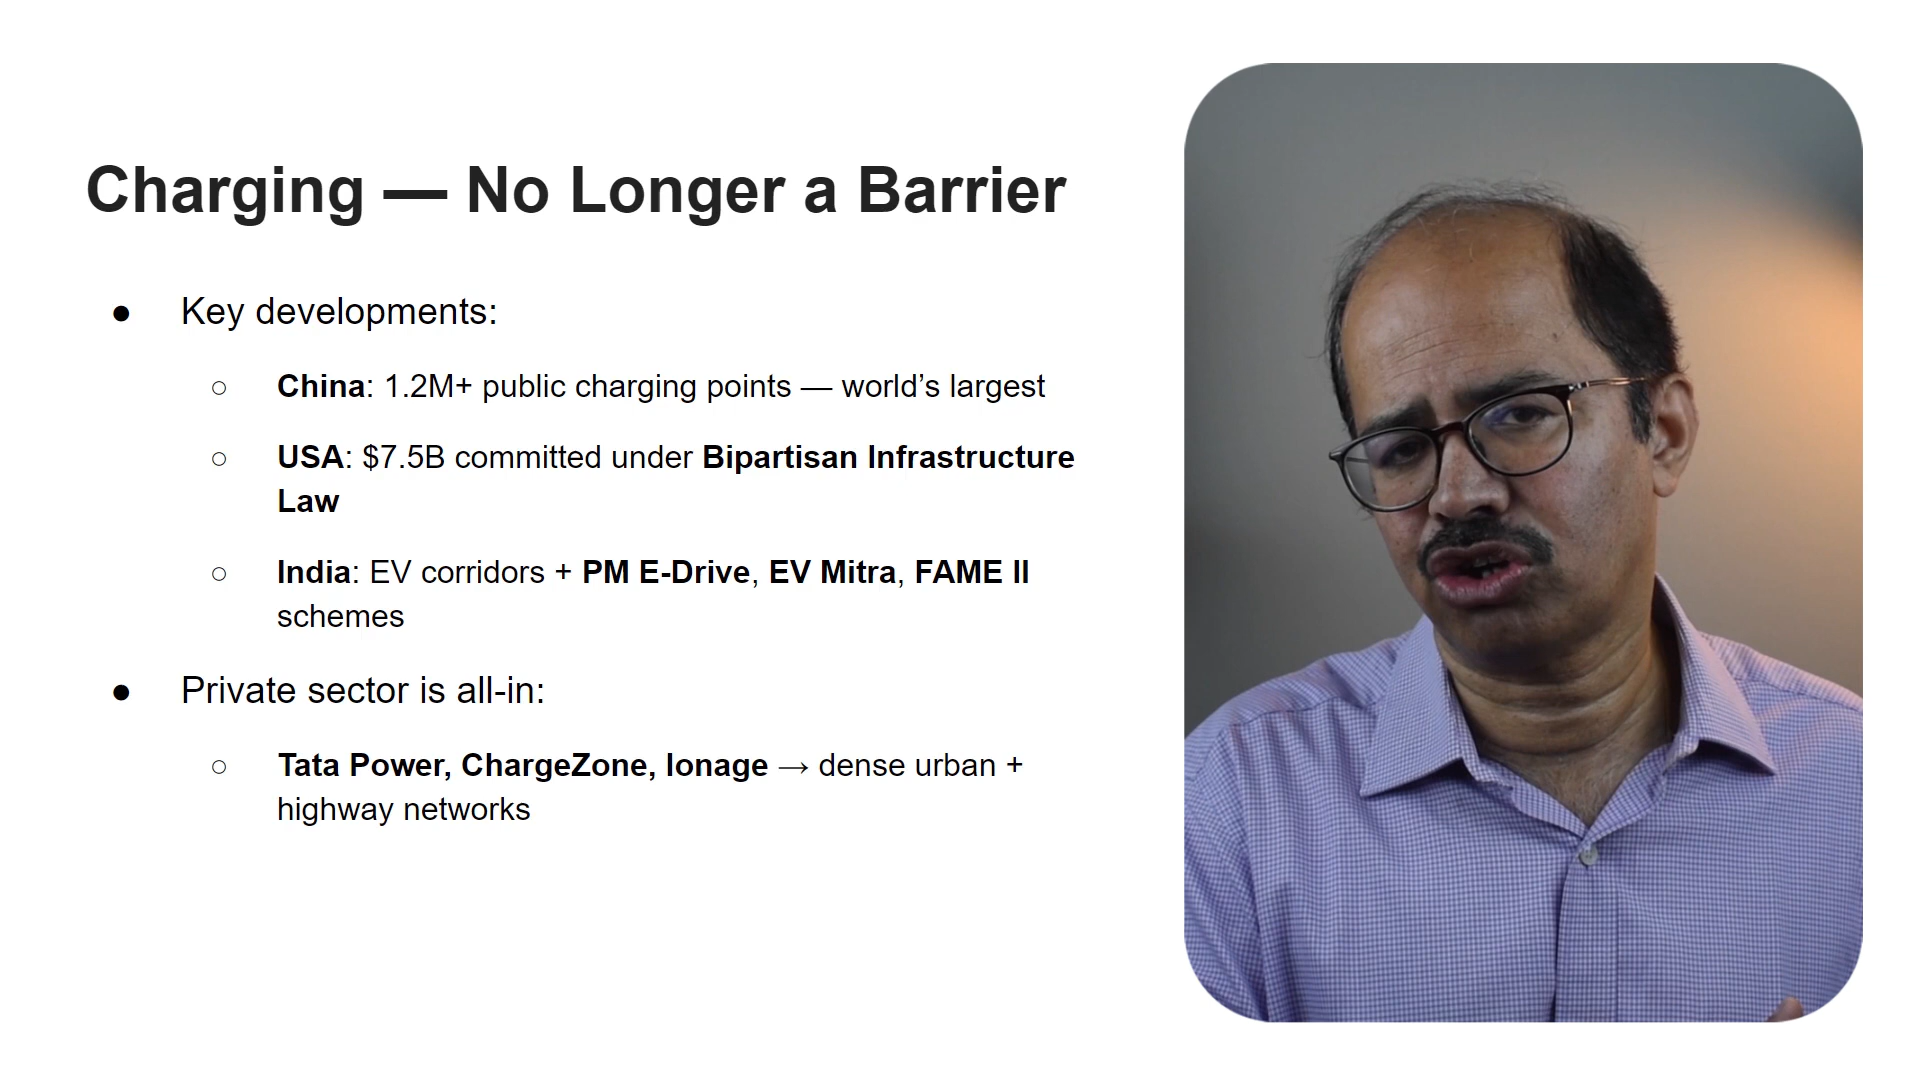 Charging — No Longer a Barrier
● Key developments:
○ China: 1.2M+ public charging points — world’s largest
○ USA: $7.5B committed under Bipartisan Infrastructure
Law
○ India: EV corridors + PM E-Drive, EV Mitra, FAME II
schemes
● Private sector is all-in:
○ Tata Power, ChargeZone, Ionage → dense urban +
highway networks